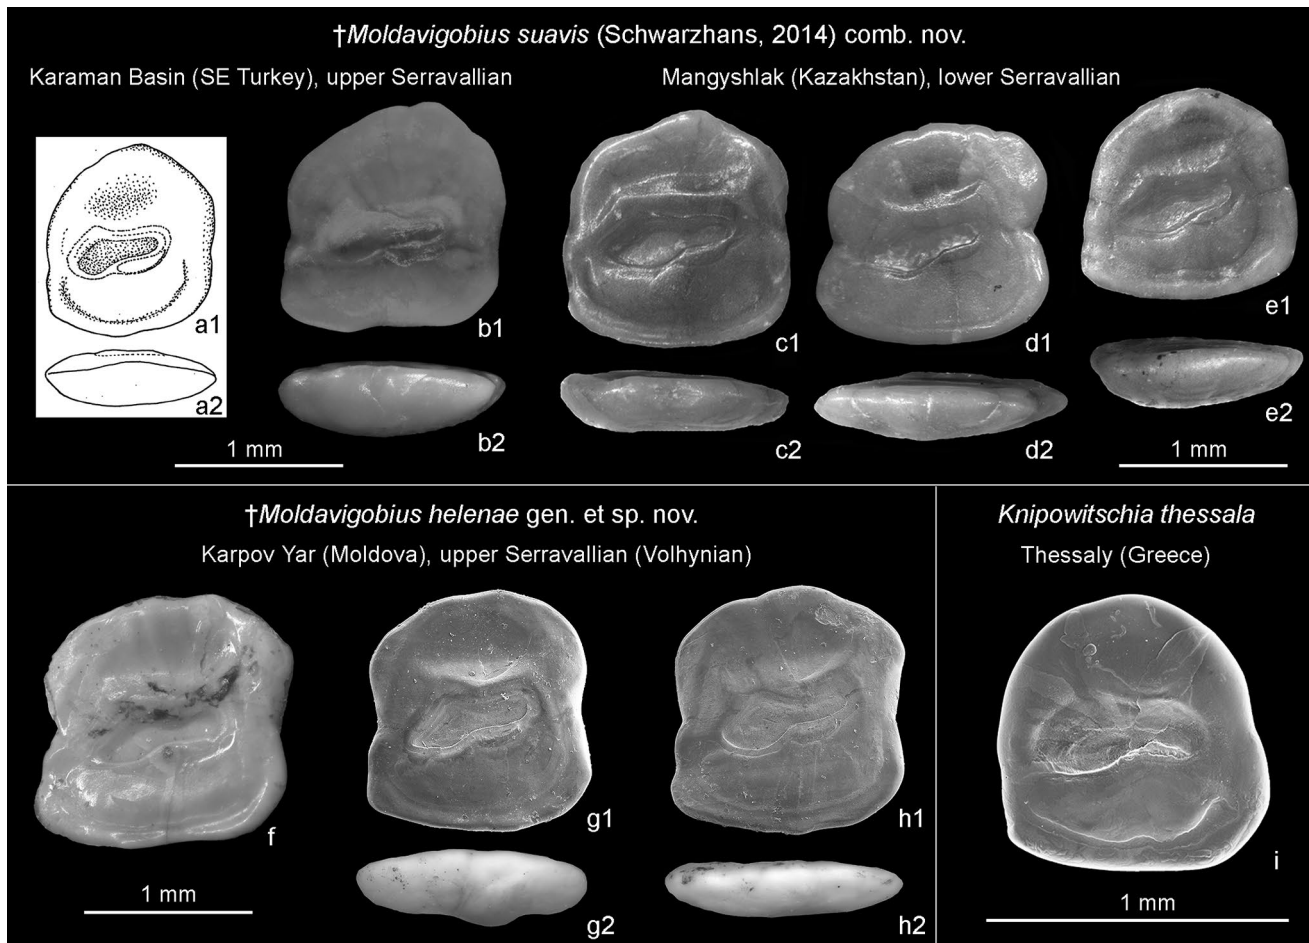 †Moldavigobius suavis (Schwarzhans, 2014) comb. nov.
Karaman Basin (SE Turkey), upper Serravallian
Mangyshlak (Kazakhstan), lower Serravallian
a1
a2
b1
b2
c1
c2
d1
d2
e1
e2
1 mm
1 mm
†Moldavigobius helenae gen. et sp. nov.
Karpov Yar (Moldova), upper Serravallian (Volhynian)
f
g1
g2
h1
h2
1 mm
Knipowitschia thessala
Thessaly (Greece)
i
1 mm